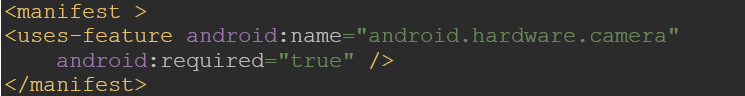 <manifest >
<uses-feature android:name="android.hardware.camera"
    android:required="true" />
</manifest>